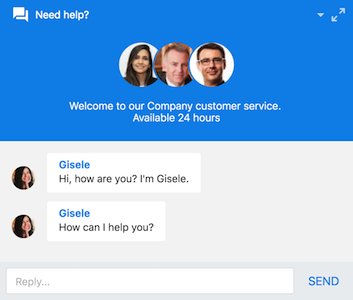 Need help?
Welcome to our Company customer service.
Available 24 hours
Gisele
Hi, how are you? I'm Gisele.
Gisele
How can I help you?
Reply...
SEND